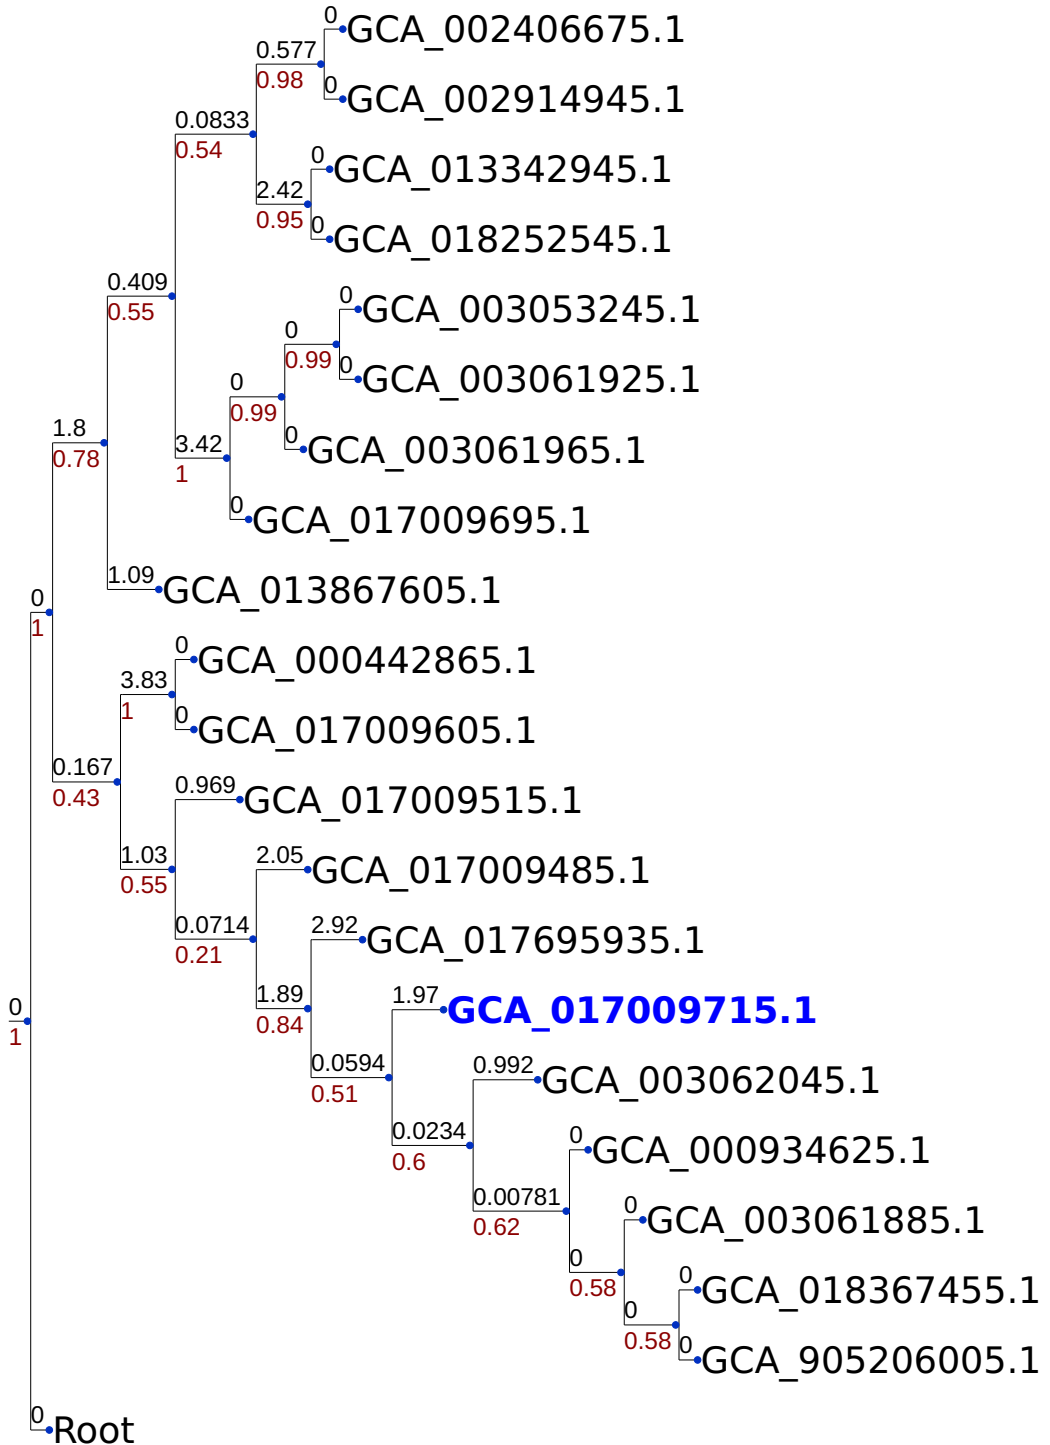 0
GCA_002406675.1
0.577
0.98
0
GCA_002914945.1
0.0833
0.54
0
GCA_013342945.1
2.42
0.95
0
GCA_018252545.1
0.409
0.55
0
GCA_003053245.1
0
0.99
0
GCA_003061925.1
0
0.99
0
GCA_003061965.1
3.42
1
0
GCA_017009695.1
1.8
0.78
1.09
GCA_013867605.1
0
1
0
GCA_000442865.1
3.83
1
0
GCA_017009605.1
0.167
0.43
0.969
GCA_017009515.1
1.03
0.55
2.05
GCA_017009485.1
0.0714
0.21
2.92
GCA_017695935.1
1.89
0.84
1.97
GCA_017009715.1
0
1
0.0594
0.51
0.992
GCA_003062045.1
0.0234
0.6
0
GCA_000934625.1
0.00781
0.62
0
GCA_003061885.1
0
0.58
0
GCA_018367455.1
0
0.58
0
GCA_905206005.1
0
Root